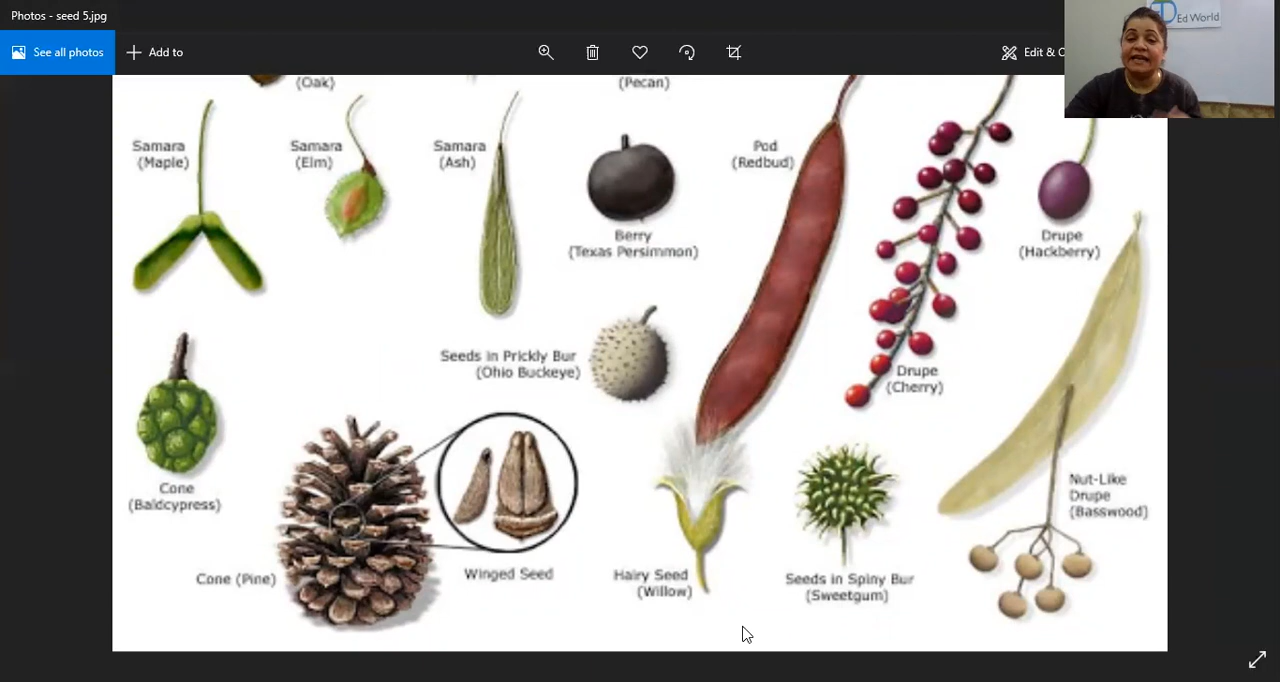 Photos - seed 5.jpg
See all photos
Add to
Edit & C
Ed World
(Oak)
(Pecan)
Samara
(Maple)
Samara
(Elm)
Samara
(Ash)
Berry
(Texas Persimmon)
Pod
(Redbud)
Drupe
(Hackberry)
Seeds in Prickly Bur
(Ohio Buckeye)
Drupe
(Cherry)
Cone
(Baldcypress)
Cone (Pine)
Winged Seed
Hairy Seed
(Willow)
Seeds in Spiny Bur
(Sweetgum)
Nut-Like
Drupe
(Basswood)